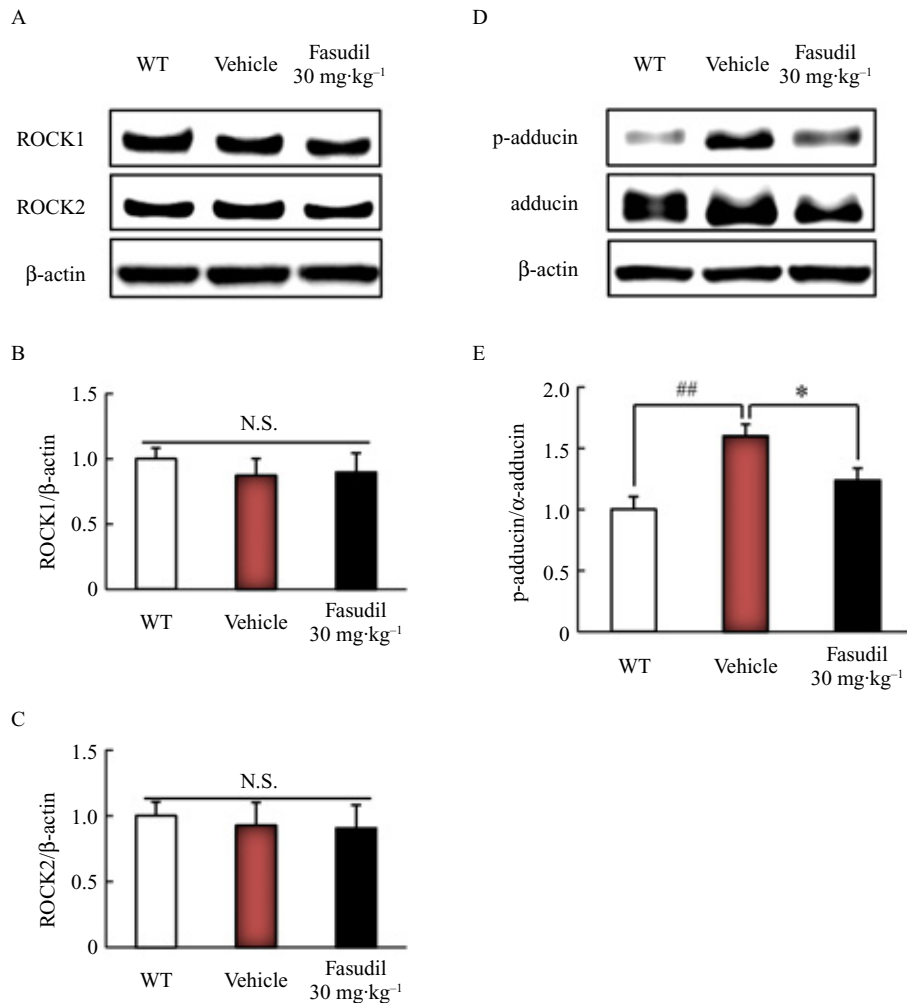 A
WT Vehicle Fasudil
30 mg·kg⁻¹
ROCK1
ROCK2
β-actin
B
ROCK1/β-actin
1.5
1.0
0.5
0
N.S.
WT Vehicle Fasudil
30 mg·kg⁻¹
C
ROCK2/β-actin
1.5
1.0
0.5
0
N.S.
WT Vehicle Fasudil
30 mg·kg⁻¹
D
WT Vehicle Fasudil
30 mg·kg⁻¹
p-adducin
adducin
β-actin
E
p-adducin/α-adducin
2.0
1.5
1.0
0.5
0
## *
WT Vehicle Fasudil
30 mg·kg⁻¹